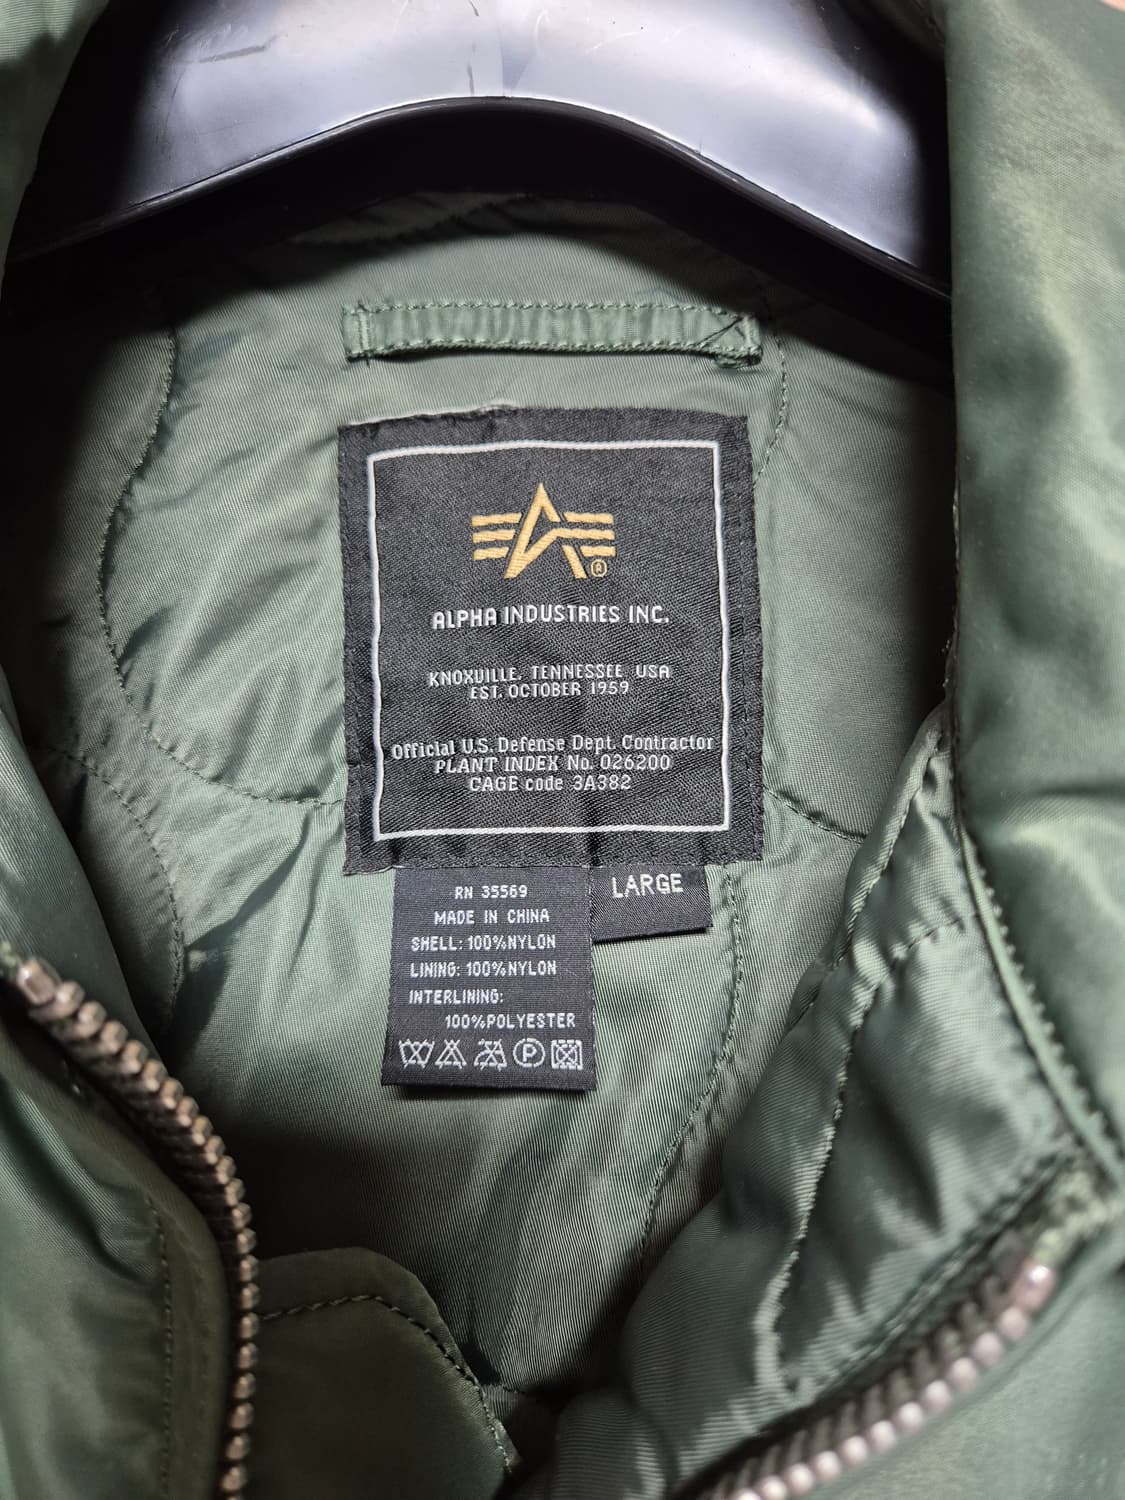 ALPHA INDUSTRIES INC.
KNOXVILLE, TENNESSEE USA
EST. OCTOBER 1959
Official U.S. Defense Dept. Contractor
PLANT INDEX No. 026200
CAGE code 3A382
LARGE
RN 35569
MADE IN CHINA
SHELL: 100%NYLON
LINING: 100%NYLON
INTERLINING:
100%POLYESTER
P